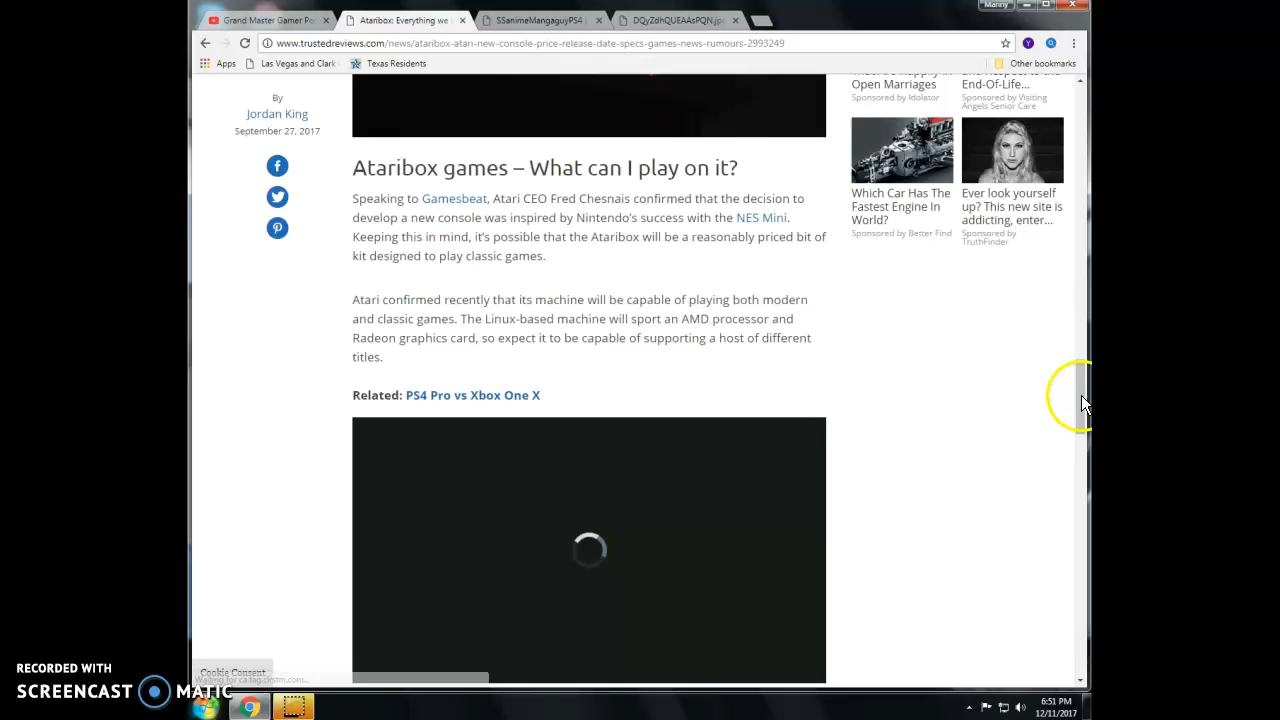 Manny
Grand Master Gamer Po
Ataribox: Everything we
SSanimeMangaguyPS4
DQyZdhQUEAAsPQN.jpg
www.trustedreviews.com/news/ataribox-atari-new-console-price-release-date-specs-games-news-rumours-2993249
Apps
Las Vegas and Clark
Texas Residents
Other bookmarks
By
Jordan King
September 27, 2017
Ataribox games – What can I play on it?
Speaking to Gamesbeat, Atari CEO Fred Chesnais confirmed that the decision to
develop a new console was inspired by Nintendo's success with the NES Mini.
Keeping this in mind, it's possible that the Ataribox will be a reasonably priced bit of
kit designed to play classic games.
Atari confirmed recently that its machine will be capable of playing both modern
and classic games. The Linux-based machine will sport an AMD processor and
Radeon graphics card, so expect it to be capable of supporting a host of different
titles.
Related: PS4 Pro vs Xbox One X
Open Marriages
Sponsored by Idolator
End-Of-Life...
Sponsored by Visiting
Angels Senior Care
Which Car Has The
Fastest Engine In
World?
Sponsored by Better Find
Ever look yourself
up? This new site is
addicting, enter...
Sponsored by
TruthFinder
Cookie Consent
RECORDED WITH
SCREENCAST MATIC
6:51 PM
12/11/2017